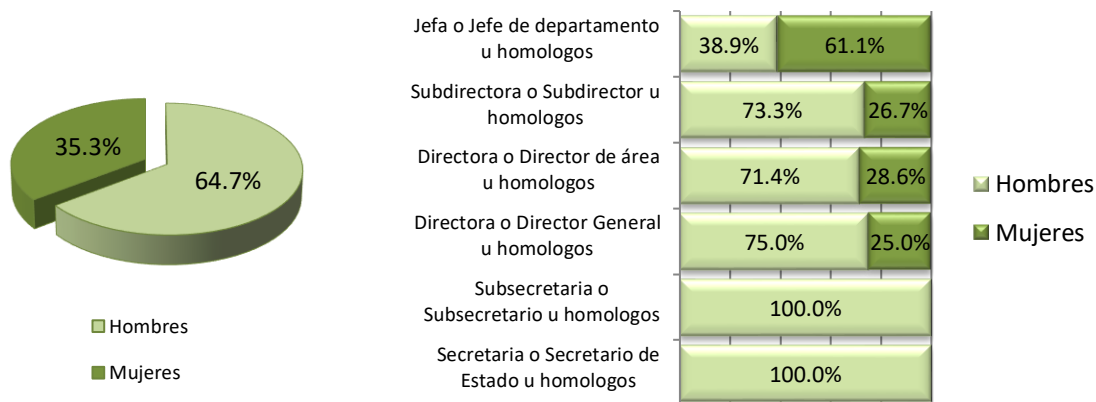 35.3%
64.7%
Hombres
Mujeres
Jefa o Jefe de departamento
u homologos
38.9%
61.1%
Subdirectora o Subdirector u
homologos
73.3%
26.7%
Directora o Director de área
u homologos
71.4%
28.6%
Directora o Director General
u homologos
75.0%
25.0%
Subsecretaria o
Subsecretario u homologos
100.0%
Secretaria o Secretario de
Estado u homologos
100.0%
Hombres
Mujeres